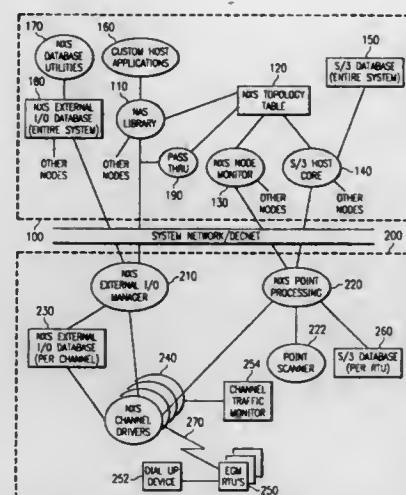 170
NXS
DATABASE
UTILITIES
160
CUSTOM HOST
APPLICATIONS
150
S/3 DATABASE
(ENTIRE SYSTEM)
180
NXS EXTERNAL
I/O DATABASE
(ENTIRE SYSTEM)
110
NAS
LIBRARY
120
NXS TOPOLOGY
TABLE
OTHER
NODES
OTHER
NODES
PASS
THRU
190
NXS NODE
MONITOR
130
OTHER
NODES
S/3 HOST
CORE
140
OTHER
NODES
100
SYSTEM NETWORK/DECNET
200
NXS
EXTERNAL I/O
MANAGER
210
NXS POINT
PROCESSING
220
230
NXS EXTERNAL
I/O DATABASE
(PER CHANNEL)
240
NXS
CHANNEL
DRIVERS
254
CHANNEL
TRAFFIC
MONITOR
222
POINT
SCANNER
260
S/3 DATABASE
(PER RTU)
270
252
DIAL UP
DEVICE
EGM
RTU'S
250